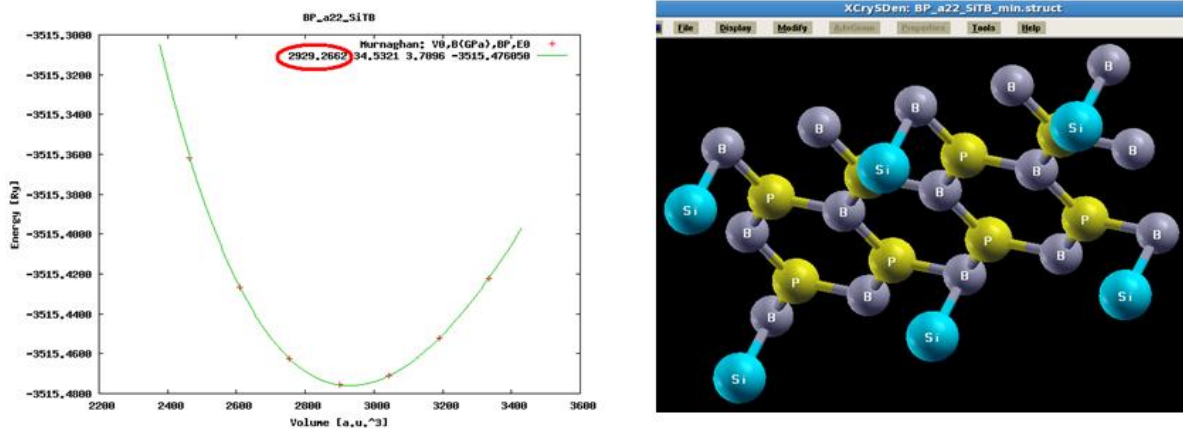 BP_a22_SiTB
Murnaghan: V0,B(GPa),BP,E0
2929.2662 34.5321 3.7096 -3515.476050
-3515.3000
-3515.3200
-3515.3400
-3515.3600
-3515.3800
-3515.4000
-3515.4200
-3515.4400
-3515.4600
-3515.4800
Energy [Ry]
2200 2400 2600 2800 3000 3200 3400 3600
Volume [a.u.^3]
XCrySDen: BP_a22_SiTB_min.struct
File Display Modify AdvGeom Properties Tools Help
B
B
B
B
Si
B
Si
B
P
B
Si
P
B
B
B
P
B
P
P
B
P
B
B
P
B
B
Si
B
Si
Si